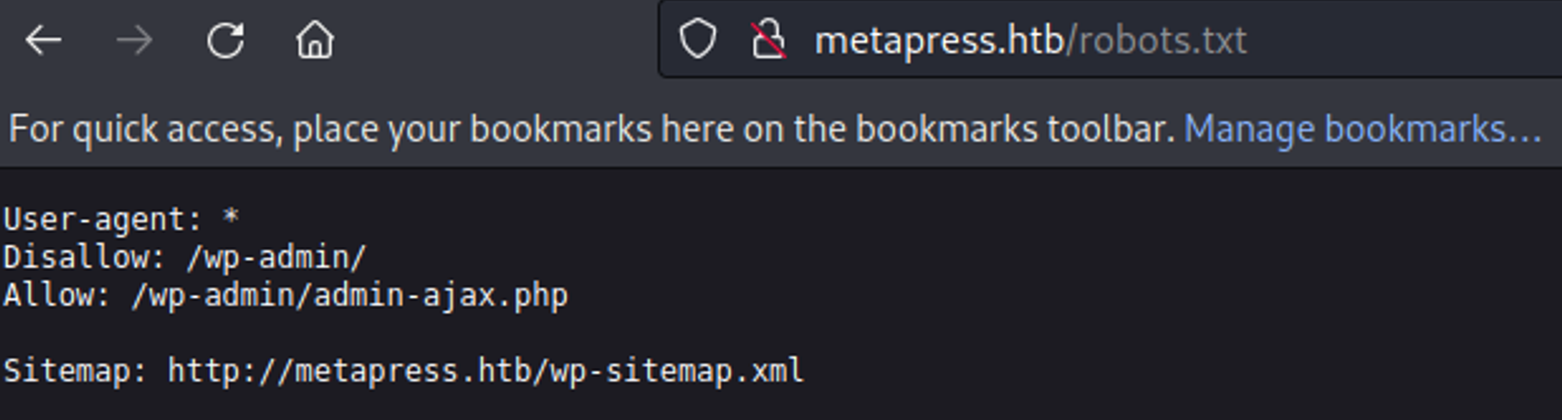 metapress.htb/robots.txt
For quick access, place your bookmarks here on the bookmarks toolbar. Manage bookmarks...
User-agent: *
Disallow: /wp-admin/
Allow: /wp-admin/admin-ajax.php
Sitemap: http://metapress.htb/wp-sitemap.xml